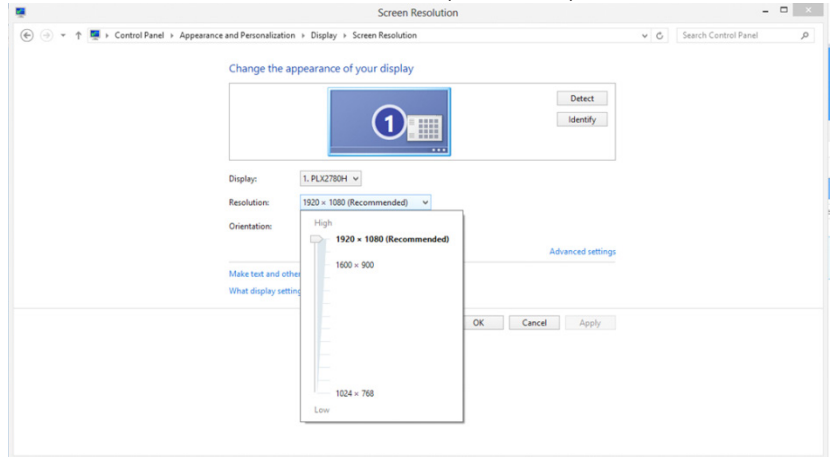 Screen Resolution
Control Panel Appearance and Personalization Display Screen Resolution
Search Control Panel
Change the appearance of your display
1
Detect
Identify
Display: 1. PLX2780H
Resolution: 1920 × 1080 (Recommended)
Orientation:
High
1920 × 1080 (Recommended)
Advanced settings
1600 × 900
Make text and other
What display setting
OK Cancel Apply
1024 × 768
Low